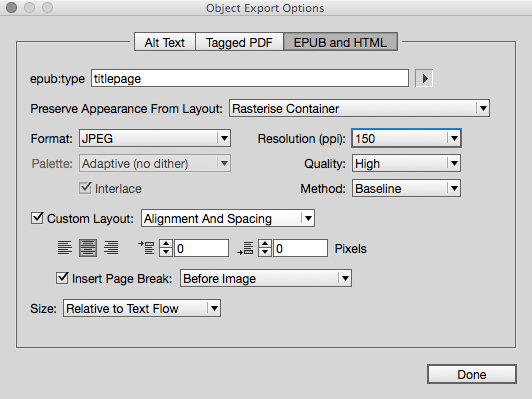 Object Export Options
Alt Text Tagged PDF EPUB and HTML
epub:type titlepage
Preserve Appearance From Layout: Rasterise Container
Format: JPEG Resolution (ppi): 150
Palette: Adaptive (no dither) Quality: High
Interlace Method: Baseline
Custom Layout: Alignment And Spacing
0 0 Pixels
Insert Page Break: Before Image
Size: Relative to Text Flow
Done